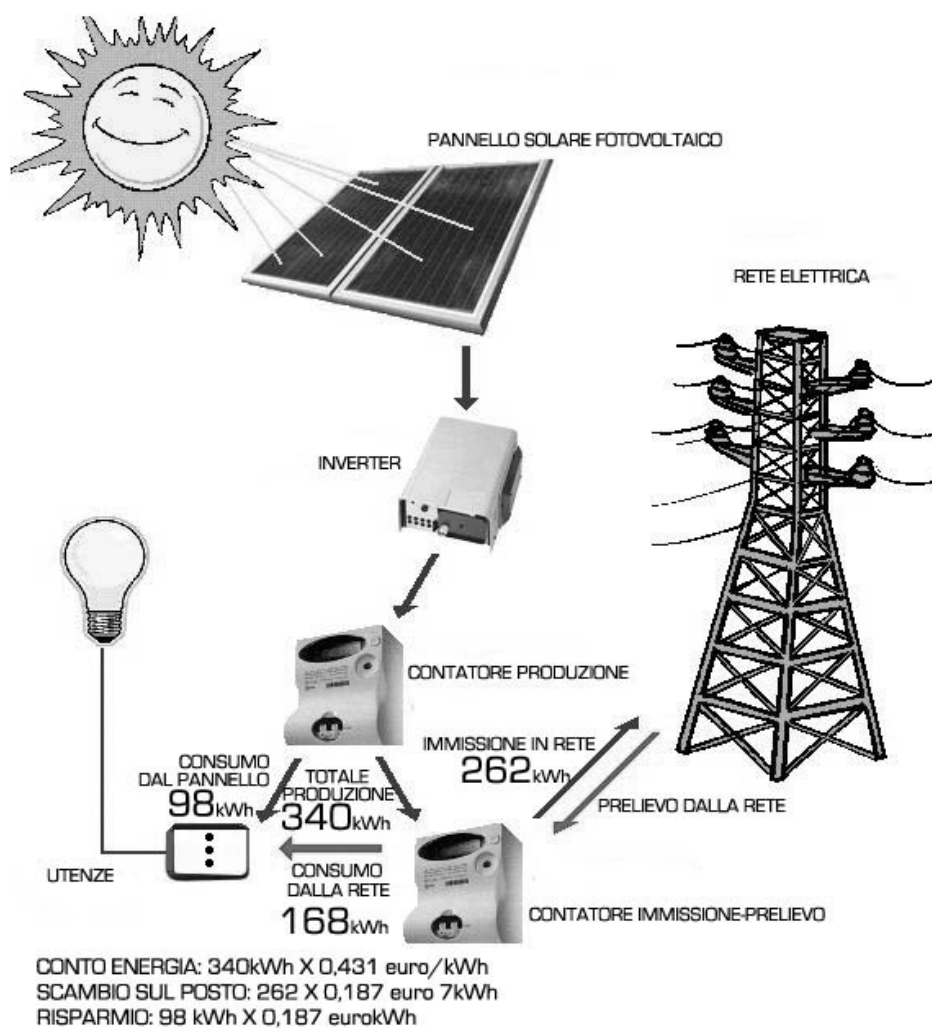 PANNELLO SOLARE FOTOVOLTAICO
RETE ELETTRICA
INVERTER
CONTATORE PRODUZIONE
IMMISSIONE IN RETE
262kWh
CONSUMO
DAL PANNELLO
98kWh
TOTALE
PRODUZIONE
340kWh
PRELIEVO DALLA RETE
UTENZE
CONSUMO
DALLA RETE
168kWh
CONTATORE IMMISSIONE-PRELIEVO
CONTO ENERGIA: 340kWh X 0,431 euro/kWh
SCAMBIO SUL POSTO: 262 X 0,187 euro 7kWh
RISPARMIO: 98 kWh X 0,187 eurokWh